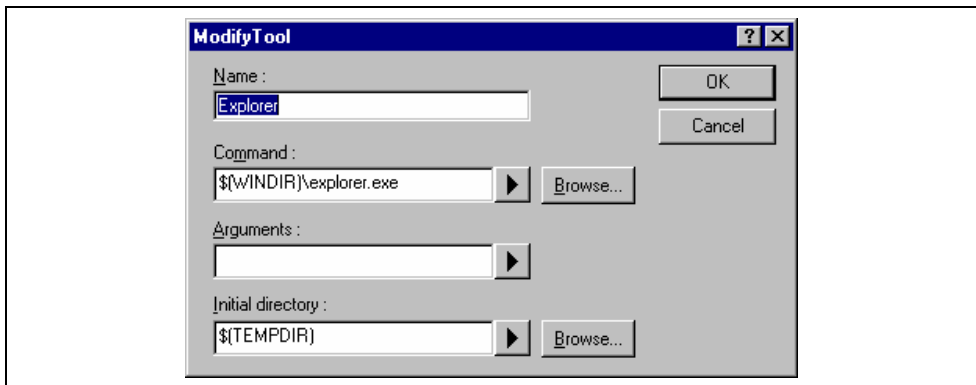 ModifyTool
Name :
OK
Explorer
Cancel
Command :
$(WINDIR)\explorer.exe
Browse...
Arguments :
Initial directory :
$(TEMPDIR)
Browse...